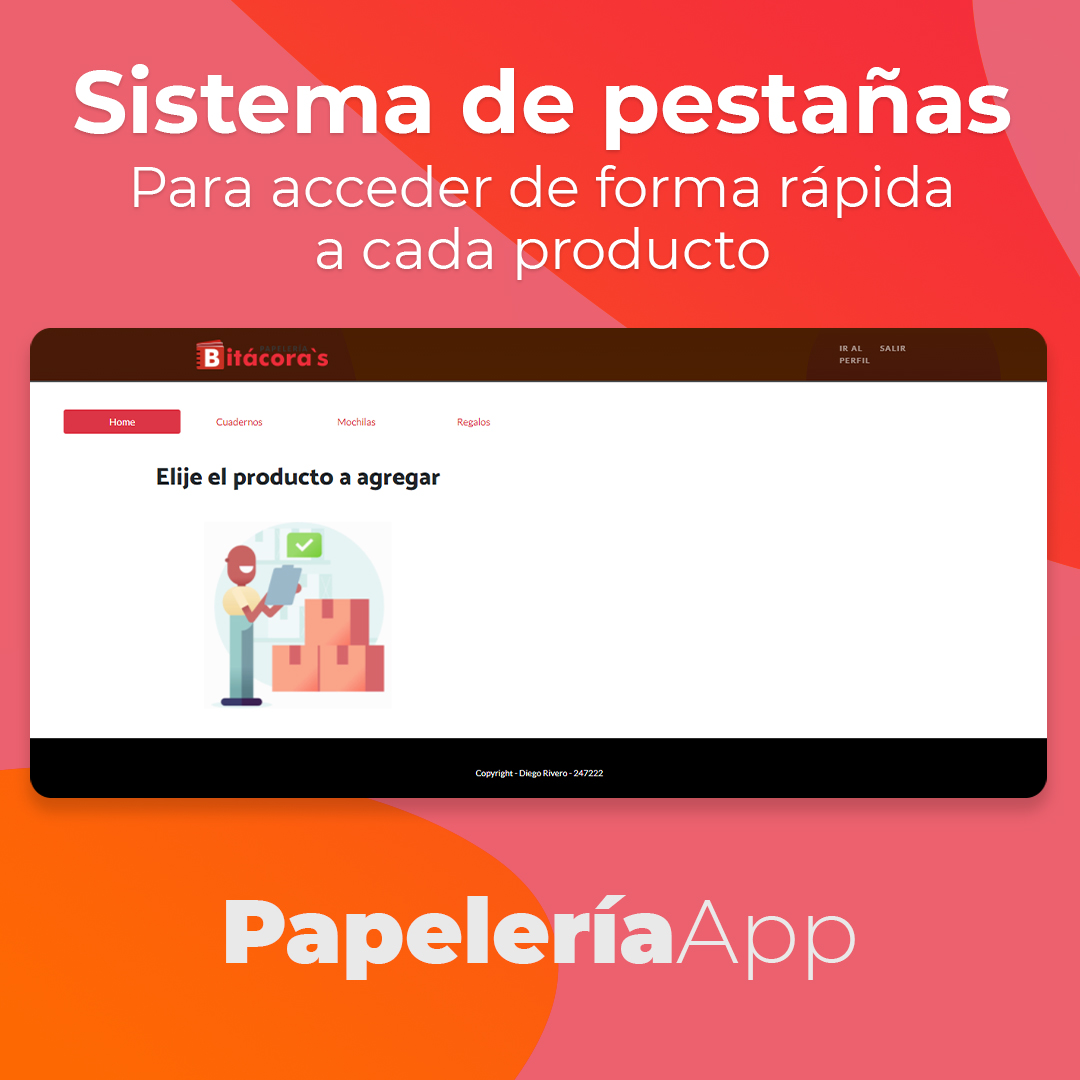 Sistema de pestañas
Para acceder de forma rápida
a cada producto
PAPELERÍA
Bitácora`s
IR AL
PERFIL
SALIR
Home
Cuadernos
Mochilas
Regalos
Elije el producto a agregar
Copyright - Diego Rivero - 247222
PapeleríaApp